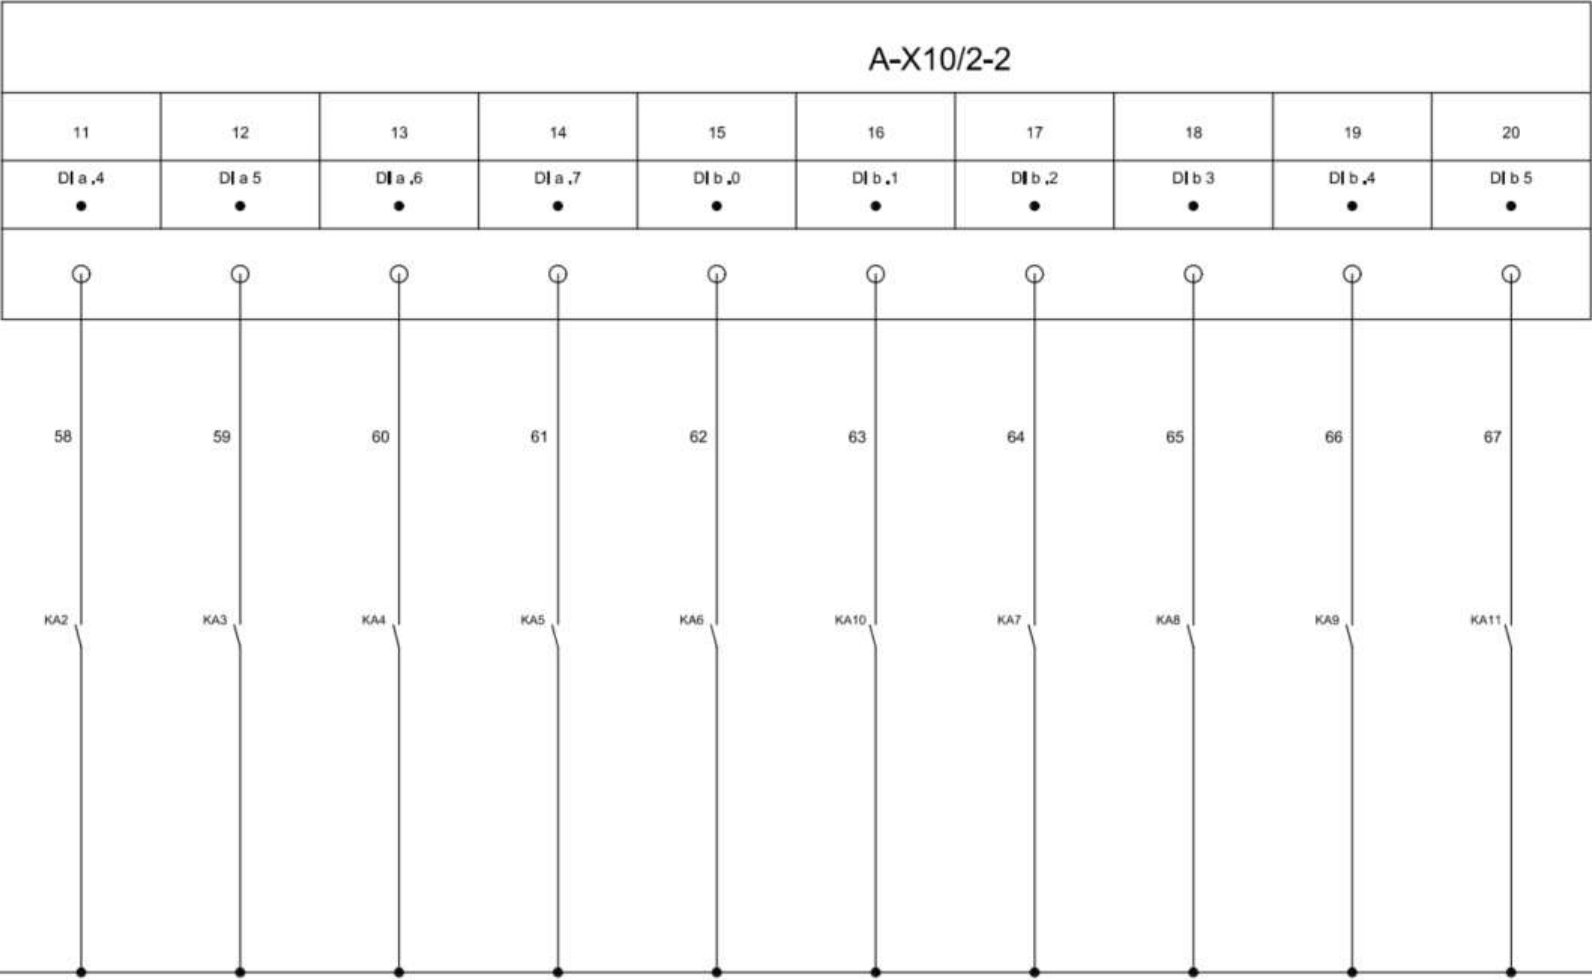 A-X10/2-2
11 12 13 14 15 16 17 18 19 20
DI a .4 DI a 5 DI a .6 DI a .7 DI b .0 DI b .1 DI b .2 DI b 3 DI b .4 DI b 5
58 59 60 61 62 63 64 65 66 67
KA2 KA3 KA4 KA5 KA6 KA10 KA7 KA8 KA9 KA11